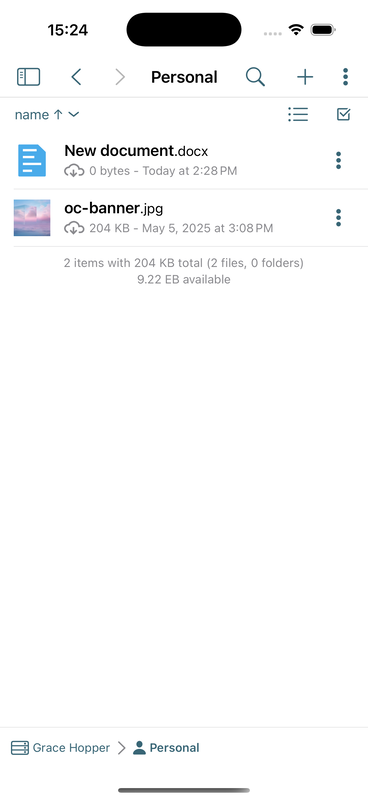 15:24
Personal
name ↑
New document.docx
0 bytes - Today at 2:28 PM
oc-banner.jpg
204 KB - May 5, 2025 at 3:08 PM
2 items with 204 KB total (2 files, 0 folders)
9.22 EB available
Grace Hopper > Personal